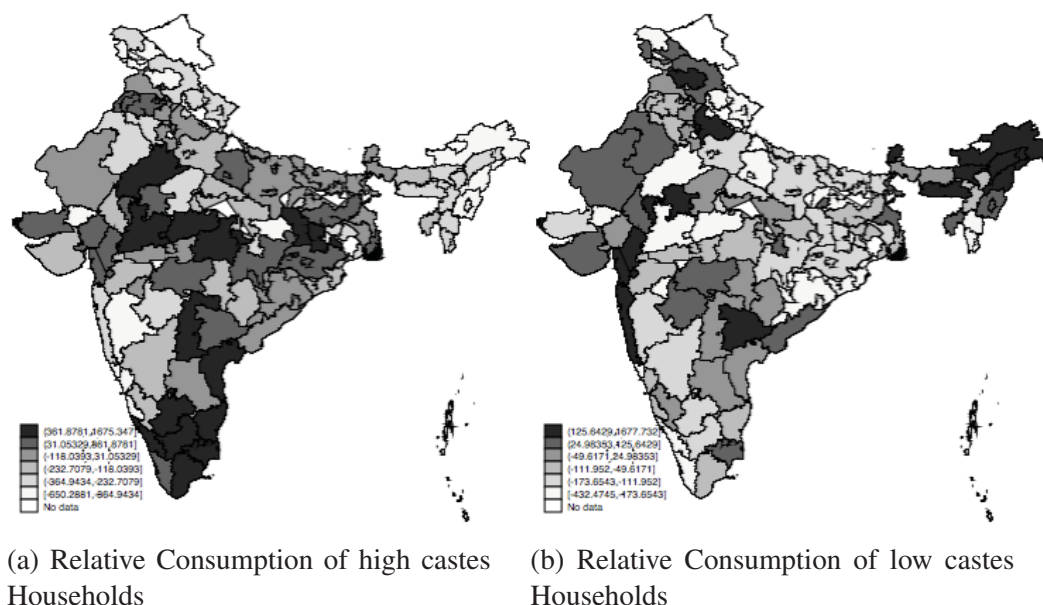 (361.8781,1675.347]
(31.05329,361.8781]
(-118.0393,31.05329]
(-232.7079,-118.0393]
(-364.9434,-232.7079]
[-650.2881,-364.9434]
No data
(125.6429,1677.732]
(24.98353,125.6429]
(-49.6171,24.98353]
(-111.952,-49.6171]
(-173.6543,-111.952]
[-432.4745,-173.6543]
No data
(a) Relative Consumption of high castes
Households
(b) Relative Consumption of low castes
Households